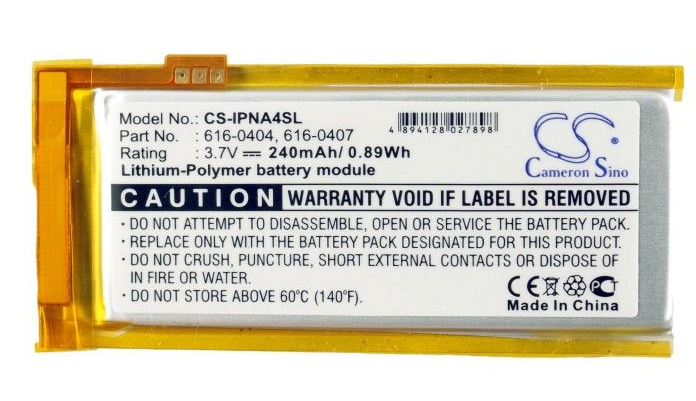 Model No.: CS-IPNA4SL
Part No. : 616-0404, 616-0407
Rating : 3.7V 240mAh/ 0.89Wh
Lithium-Polymer battery module
4 894128 027898
CS
Cameron Sino
CAUTION WARRANTY VOID IF LABEL IS REMOVED
• DO NOT ATTEMPT TO DISASSEMBLE, OPEN OR SERVICE THE BATTERY PACK.
• REPLACE ONLY WITH THE BATTERY PACK DESIGNATED FOR THIS PRODUCT.
• DO NOT CRUSH, PUNCTURE, SHORT EXTERNAL CONTACTS OR DISPOSE
IN FIRE OR WATER.
• DO NOT STORE ABOVE 60°C (140°F).
CE PCT
Made In China